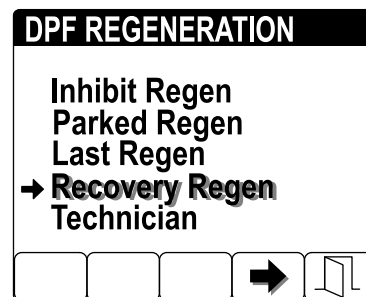 DPF REGENERATION
Inhibit Regen
Parked Regen
Last Regen
Recovery Regen
Technician